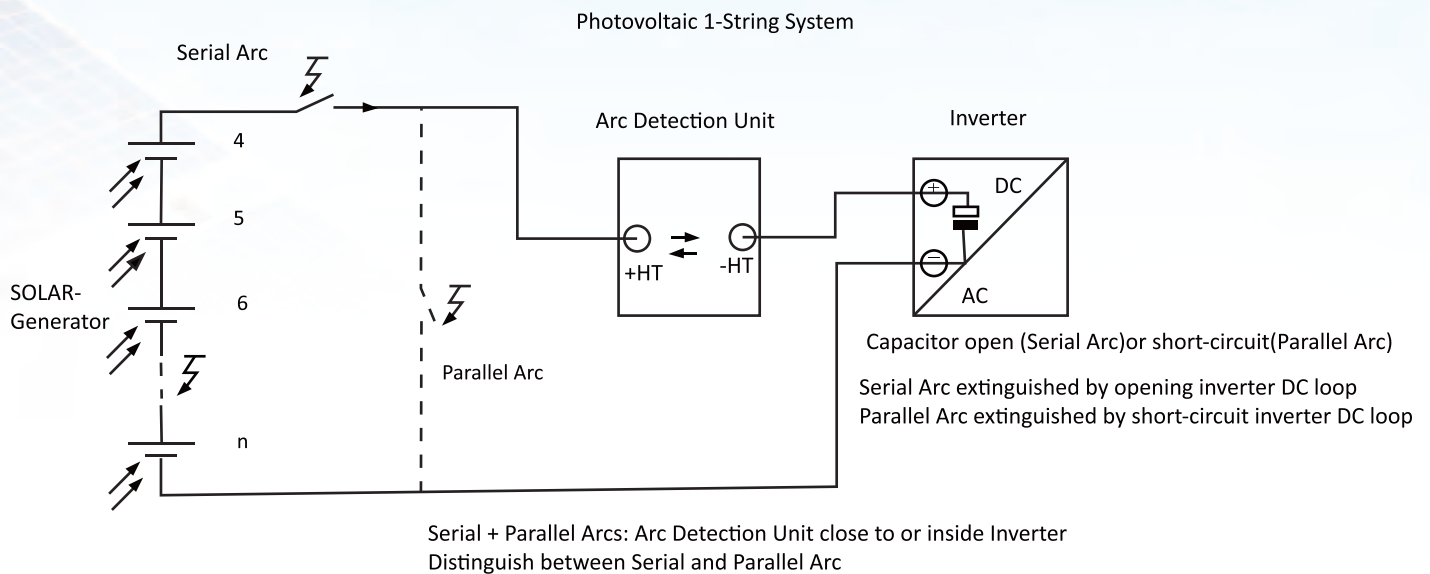 Photovoltaic 1-String System
Serial Arc
Arc Detection Unit
Inverter
4
5
6
n
SOLAR-
Generator
+HT
-HT
+
DC
−
AC
Parallel Arc
Capacitor open (Serial Arc)or short-circuit(Parallel Arc)
Serial Arc extinguished by opening inverter DC loop
Parallel Arc extinguished by short-circuit inverter DC loop
Serial + Parallel Arcs: Arc Detection Unit close to or inside Inverter
Distinguish between Serial and Parallel Arc